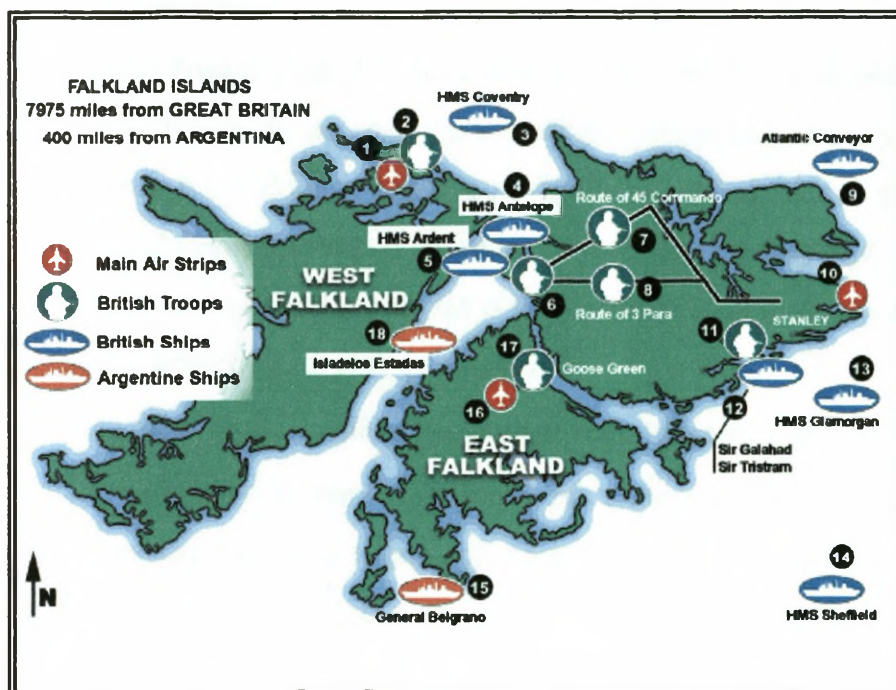 FALKLAND ISLANDS
7975 miles from GREAT BRITAIN
400 miles from ARGENTINA
HMS Coventry
2
1
3
Atlantic Conveyor
4
HMS Antelope
Route of 45 Commando
9
HMS Ardent
7
5
Main Air Strips
WEST
FALKLAND
10
8
6
British Troops
Route of 3 Para
STANLEY
11
18
17
British Ships
Isladelos Estadas
Goose Green
13
Argentine Ships
16
12
HMS Glamorgan
EAST
FALKLAND
Sir Galahad
Sir Tristram
14
N
15
General Belgrano
HMS Sheffield